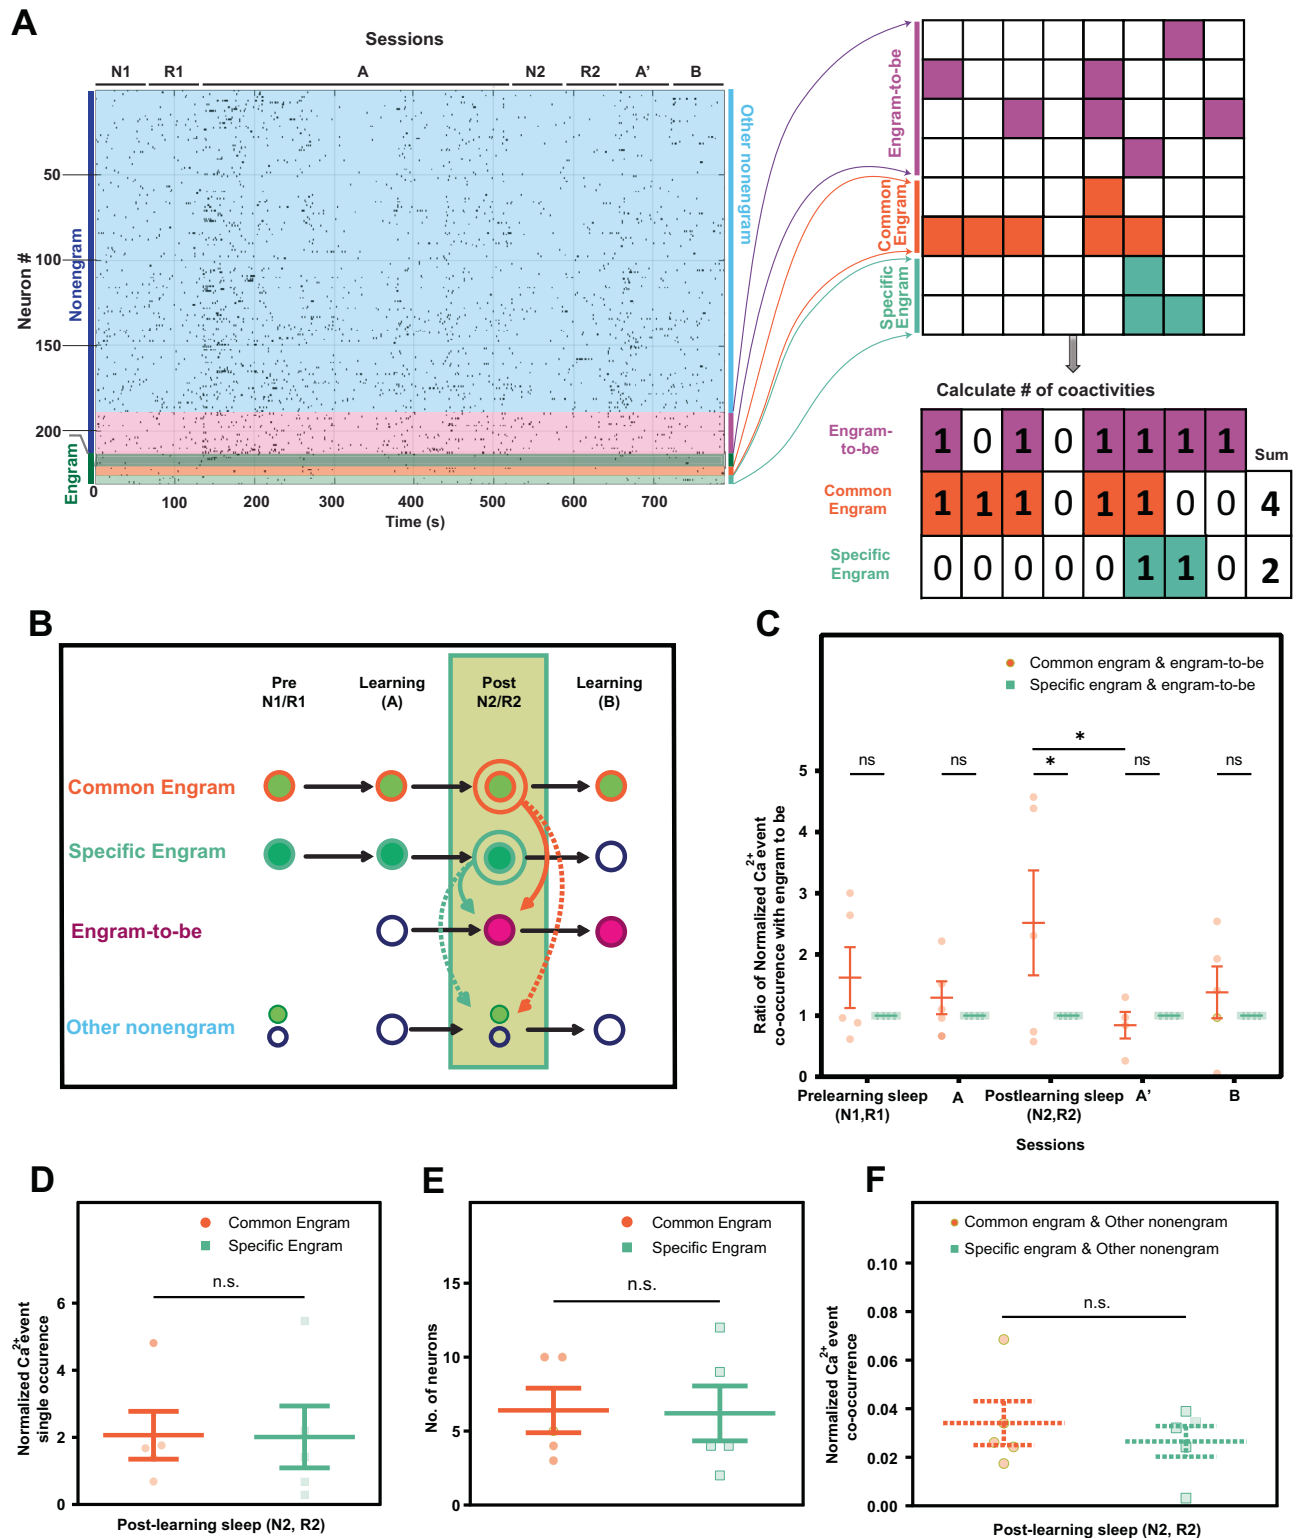 A
Sessions
N1 R1 A N2 R2 A' B
Neuron #
50
100
150
200
Nonengram
Engram
Other nonengram
0 100 200 300 400 500 600 700
Time (s)
Engram-to-be
Common
Engram
Specific
Engram
Calculate # of coactivities
Engram-
to-be
1 0 1 0 1 1 1 1
Sum
Common
Engram
1 1 1 0 1 1 0 0 4
Specific
Engram
0 0 0 0 0 1 1 0 2
B
Pre
N1/R1
Learning
(A)
Post
N2/R2
Learning
(B)
Common Engram
Specific Engram
Engram-to-be
Other nonengram
C
Common engram & engram-to-be
Specific engram & engram-to-be
ns ns * * ns ns
Ratio of Normalized Ca2+ event
co-occurence with engram to be
5
4
3
2
1
0
Prelearning sleep
(N1,R1)
A
Postlearning sleep
(N2,R2)
A'
B
Sessions
D
Common Engram
Specific Engram
n.s.
Normalized Ca2+ event
single occurence
6
4
2
0
Post-learning sleep (N2, R2)
E
Common Engram
Specific Engram
n.s.
No. of neurons
15
10
5
0
F
Common engram & Other nonengram
Specific engram & Other nonengram
n.s.
Normalized Ca2+ event
co-occurrence
0.10
0.08
0.06
0.04
0.02
0.00
Post-learning sleep (N2, R2)